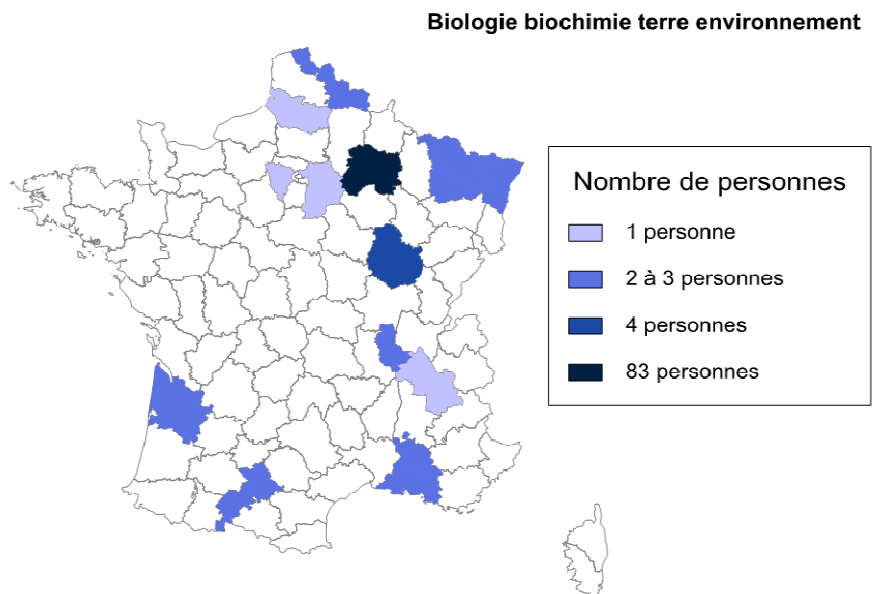 Biologie biochimie terre environnement
Nombre de personnes
1 personne
2 à 3 personnes
4 personnes
83 personnes